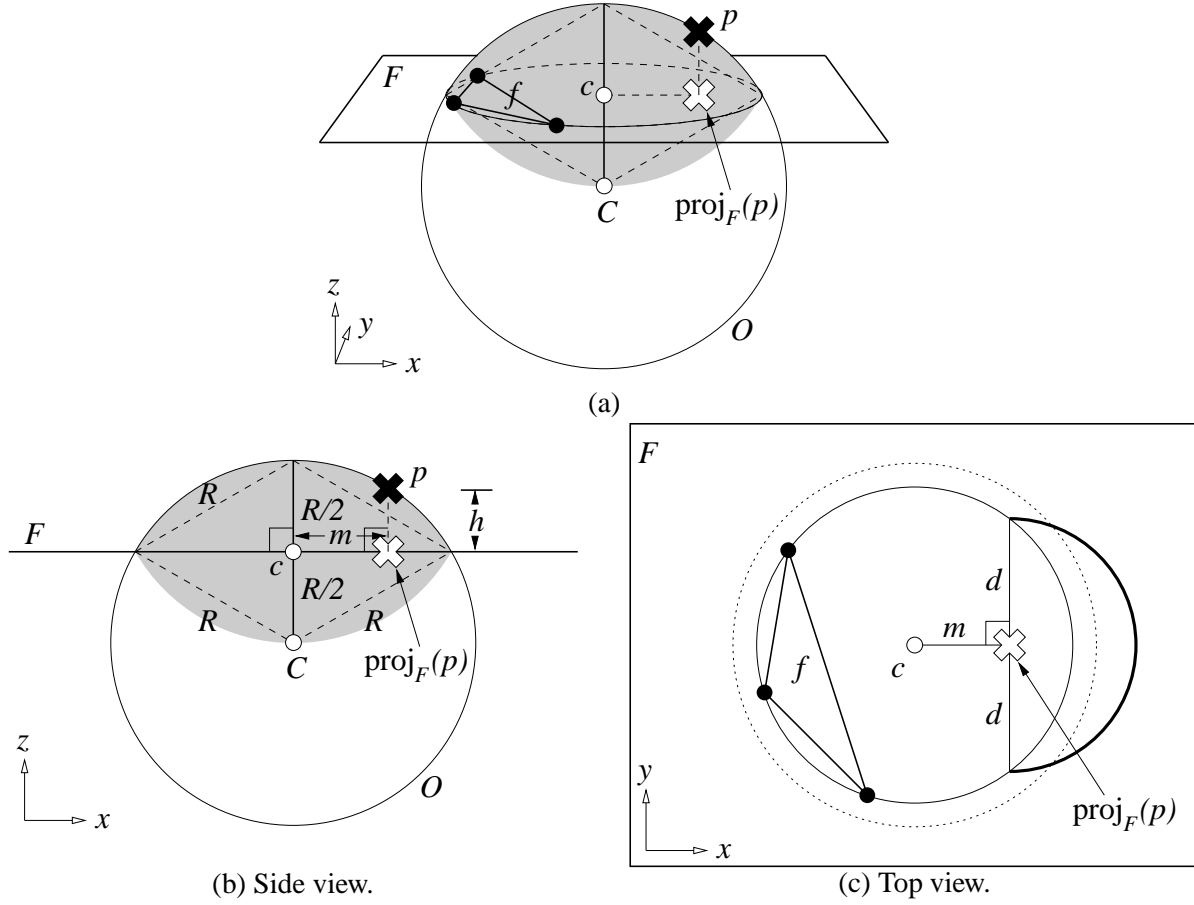 p
F
f
c
proj_F(p)
C
z
y
x
O
(a)
p
R
R/2
h
F
m
c
R/2
R
R
proj_F(p)
C
z
O
x
(b) Side view.
F
d
m
f
c
d
y
proj_F(p)
x
(c) Top view.